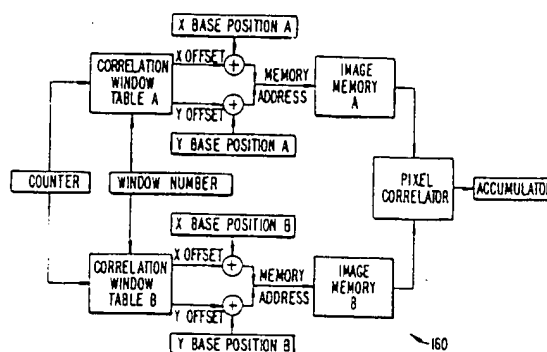 X BASE POSITION A
X OFFSET
CORRELATION
WINDOW
TABLE A
MEMORY
ADDRESS
IMAGE
MEMORY
A
Y OFFSET
Y BASE POSITION A
COUNTER
WINDOW NUMBER
PIXEL
CORRELATOR
ACCUMULATOR
X BASE POSITION B
X OFFSET
CORRELATION
WINDOW
TABLE B
MEMORY
ADDRESS
IMAGE
MEMORY
B
Y OFFSET
Y BASE POSITION B
160